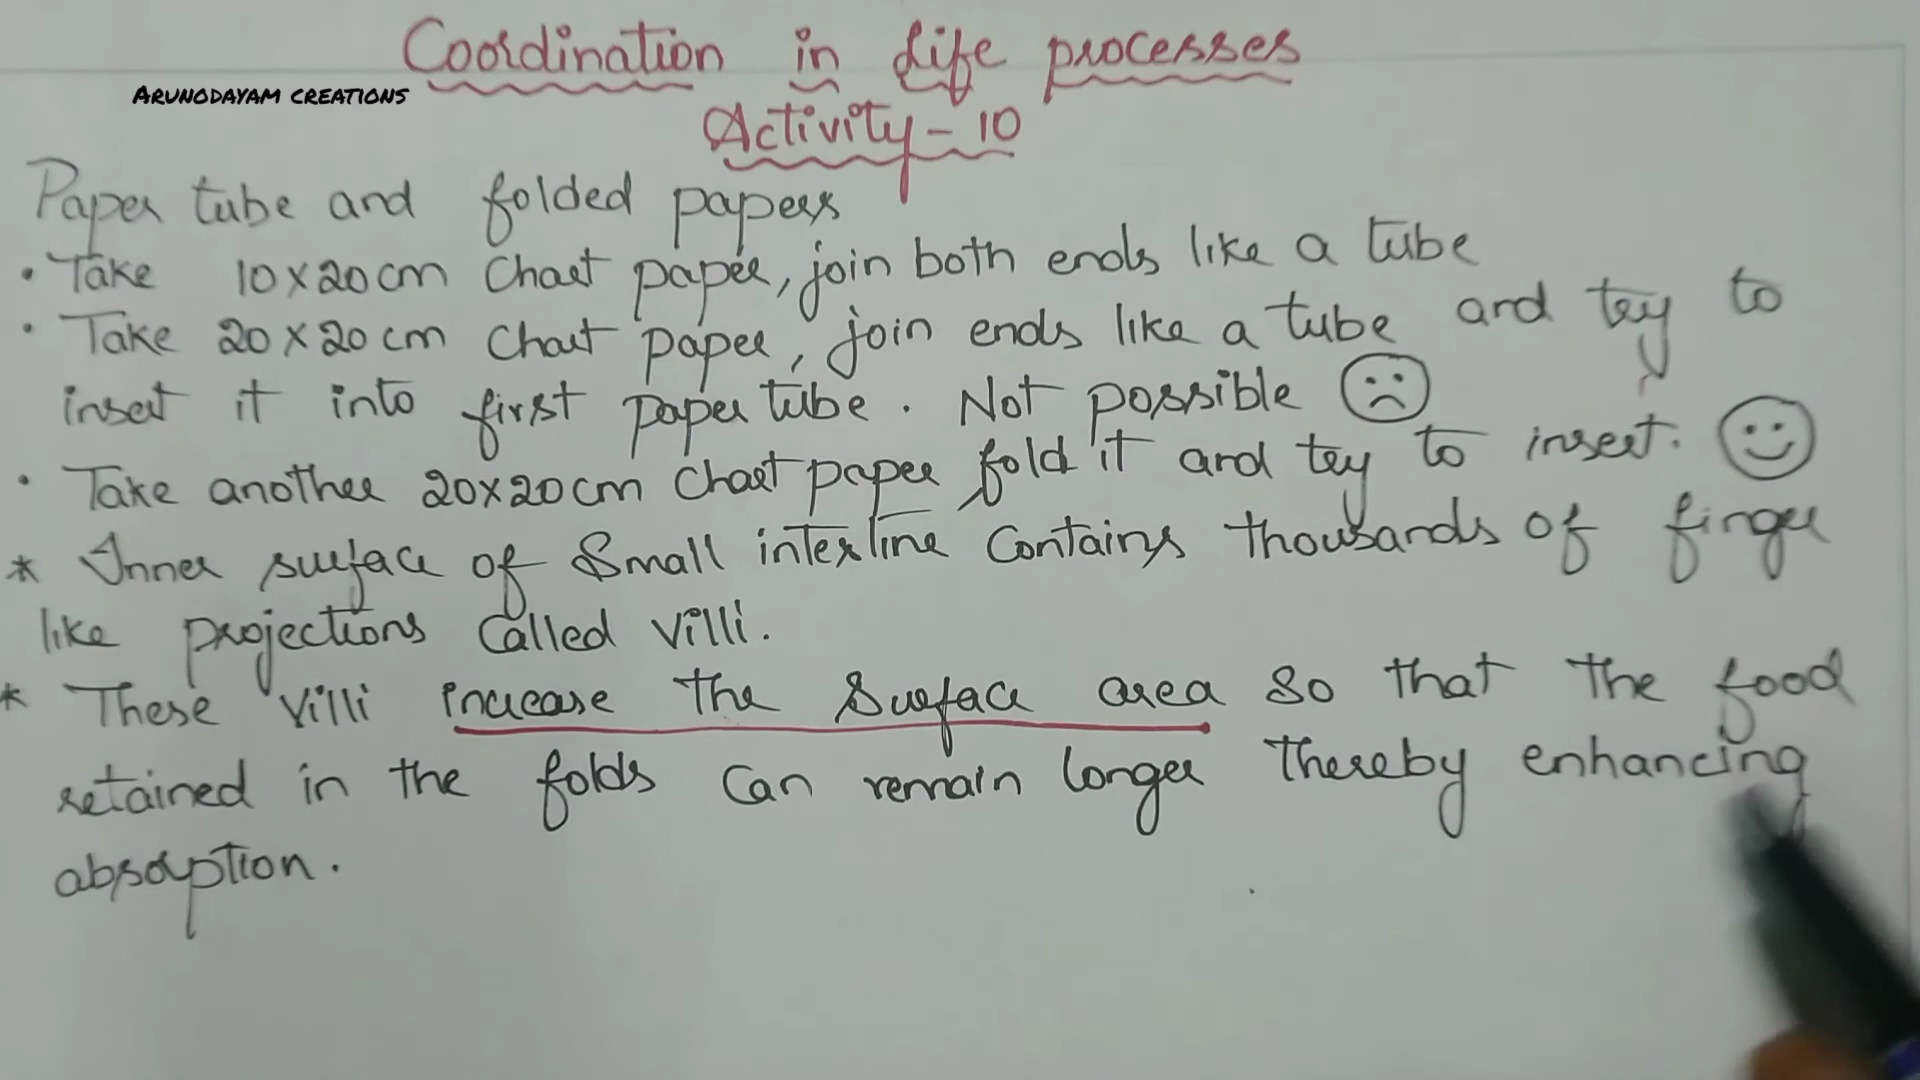 Coordination in Life processes
ARUNODAYAM CREATIONS
Activity-10
Paper tube and folded papers
• Take 10x20cm Chart paper, join both ends like a tube
• Take 20x20cm Chart paper, join ends like a tube and try to
insert it into first paper tube. Not possible ☹
• Take another 20x20cm Chart paper, fold it and try to insert. ☺
* Inner surface of Small intestine Contains thousands of finger
like projections Called Villi.
* These Villi increase the Surface area So that the food
retained in the folds Can remain longer thereby enhancing
absorption.